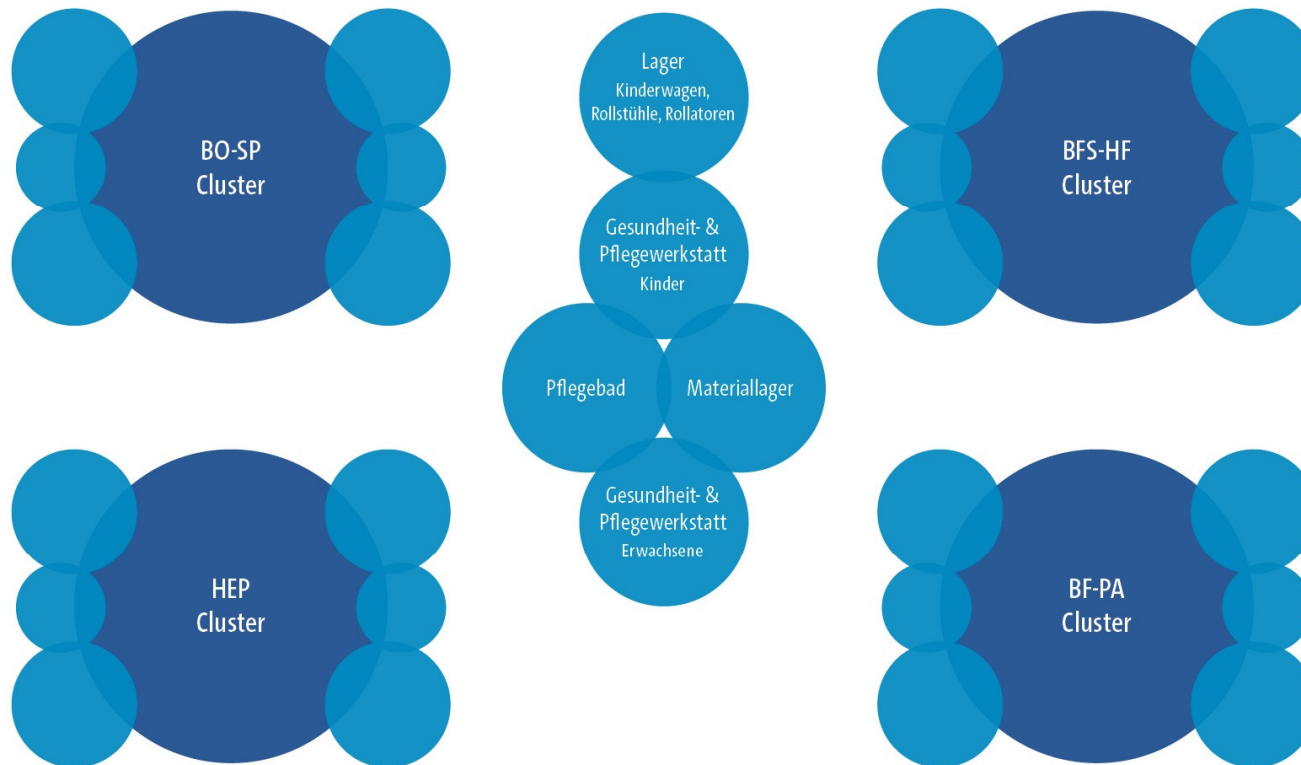 BO-SP
Cluster
Lager
Kinderwagen,
Rollstühle, Rollatoren
BFS-HF
Cluster
Gesundheit- &
Pflegewerkstatt
Kinder
Pflegebad
Materiallager
Gesundheit- &
Pflegewerkstatt
Erwachsene
HEP
Cluster
BF-PA
Cluster